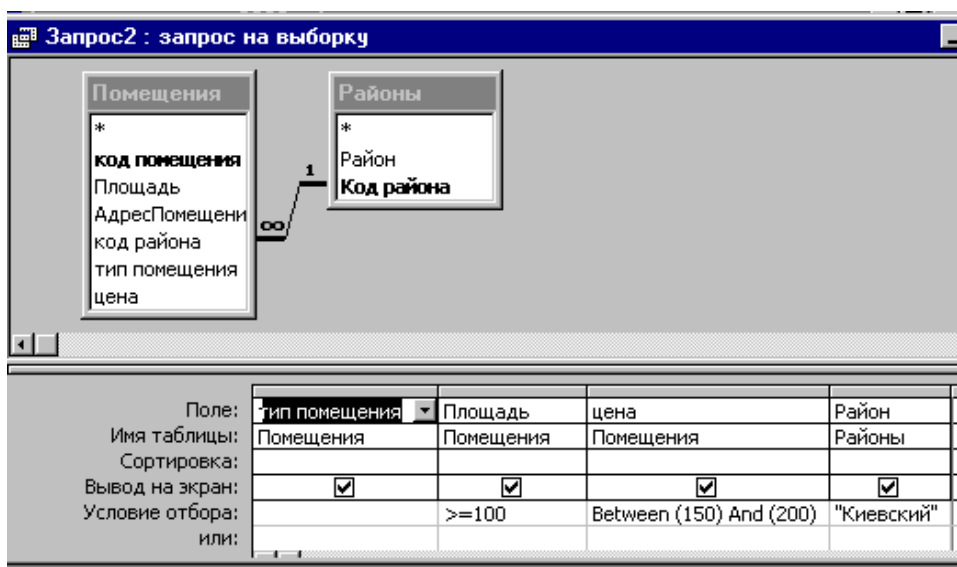 Запрос2 : запрос на выборку
Помещения
*
код помещения
Площадь
АдресПомещени
код района
тип помещения
цена
Районы
*
Район
Код района
1
∞
Поле: тип помещения Площадь цена Район
Имя таблицы: Помещения Помещения Помещения Районы
Сортировка:
Вывод на экран:
Условие отбора: >=100 Between (150) And (200) "Киевский"
или: